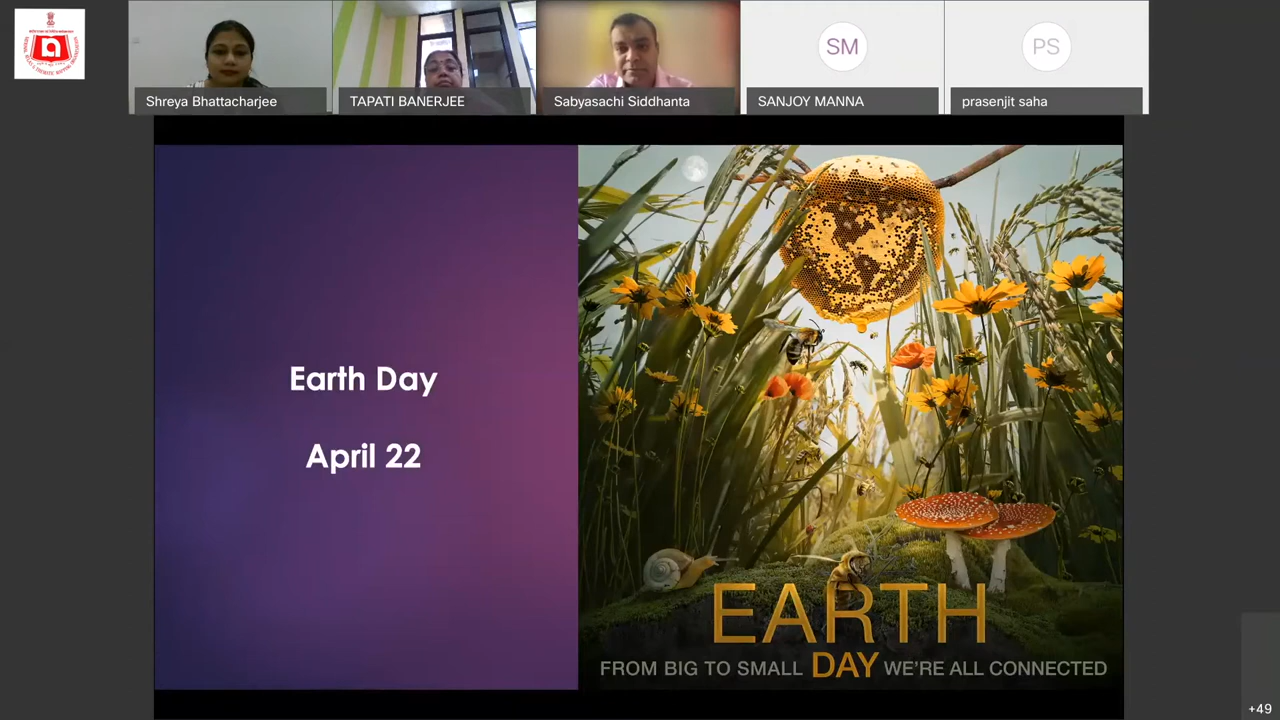 Shreya Bhattacharjee
TAPATI BANERJEE
Sabyasachi Siddhanta
SM
SANJOY MANNA
PS
prasenjit saha
Earth Day
April 22
EARTH
FROM BIG TO SMALL DAY WE'RE ALL CONNECTED
+49